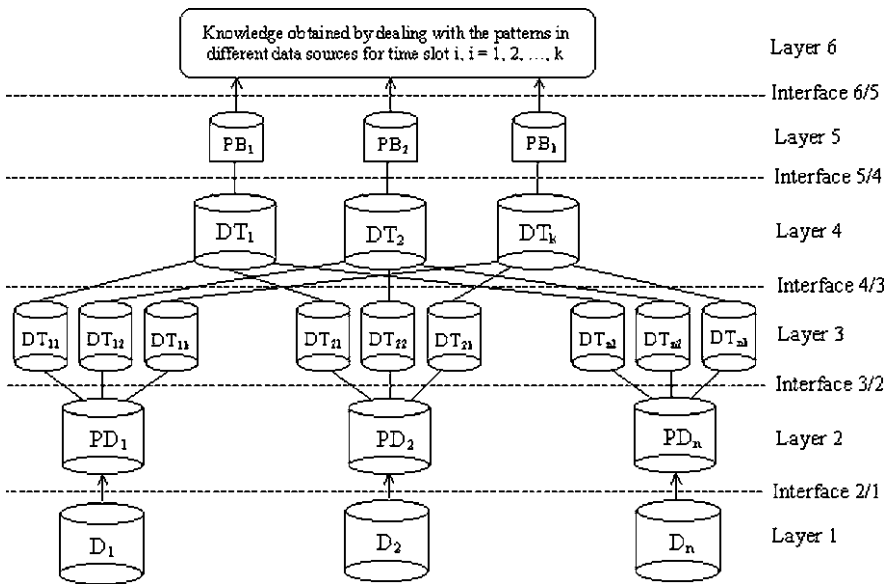 Knowledge obtained by dealing with the patterns in
different data sources for time slot i, i = 1, 2, …, k
Layer 6
Interface 6/5
PB₁ PB₂ PBₖ Layer 5
Interface 5/4
DT₁ DT₂ DTₖ Layer 4
Interface 4/3
DT₁₁ DT₁₂ DT₁ₖ DT₂₁ DT₂₂ DT₂ₖ DTₙ₁ DTₙ₂ DTₙₖ Layer 3
Interface 3/2
PD₁ PD₂ PDₙ Layer 2
Interface 2/1
D₁ D₂ Dₙ Layer 1